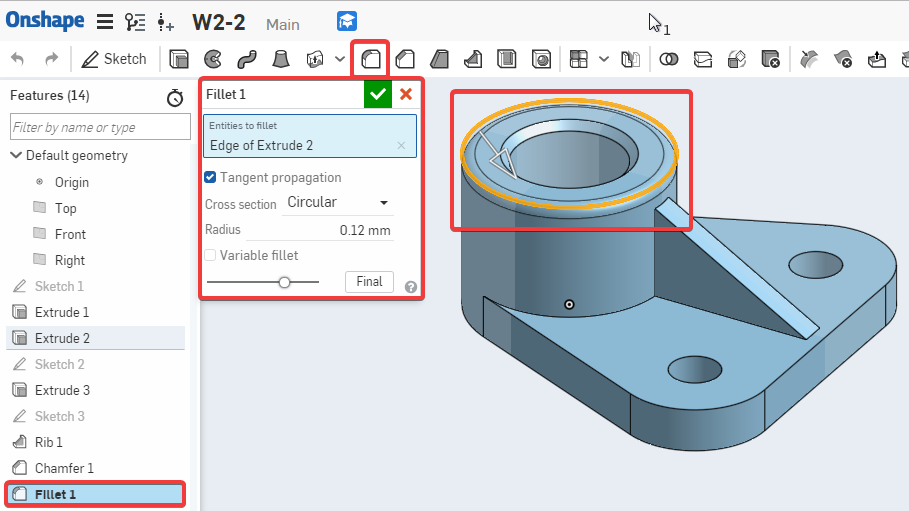 Onshape W2-2 Main
1
Sketch
Features (14)
Filter by name or type
Default geometry
Origin
Top
Front
Right
Sketch 1
Extrude 1
Extrude 2
Sketch 2
Extrude 3
Sketch 3
Rib 1
Chamfer 1
Fillet 1
Fillet 1
Entities to fillet
Edge of Extrude 2
Tangent propagation
Cross section Circular
Radius 0.12 mm
Variable fillet
Final